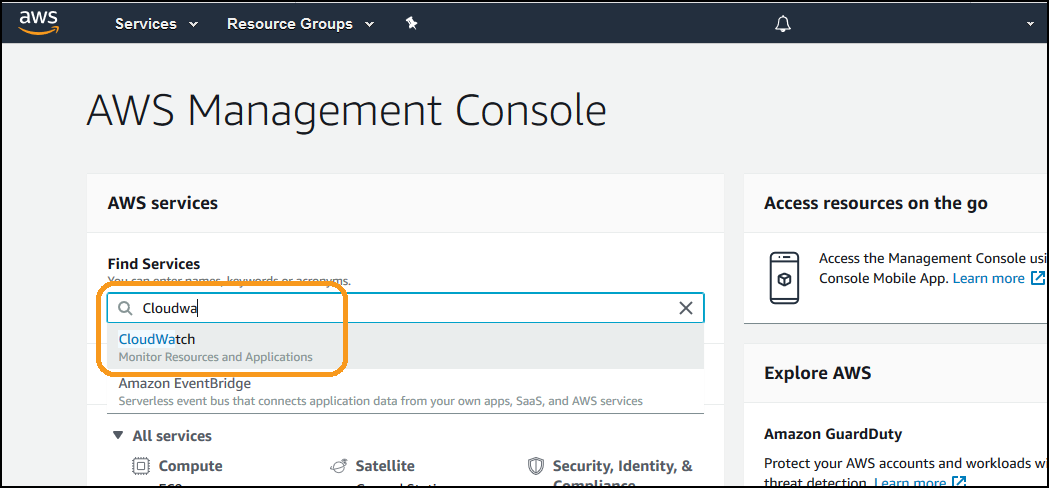 aws Services Resource Groups
AWS Management Console
AWS services
Find Services
You can enter names, keywords or acronyms.
Cloudwa
CloudWatch
Monitor Resources and Applications
Amazon EventBridge
Serverless event bus that connects application data from your own apps, SaaS, and AWS services
All services
Compute
Satellite
Security, Identity, &
Compliance
EC2
Ground Station
Access resources on the go
Access the Management Console usi
Console Mobile App. Learn more
Explore AWS
Amazon GuardDuty
Protect your AWS accounts and workloads wi
threat detection. Learn more